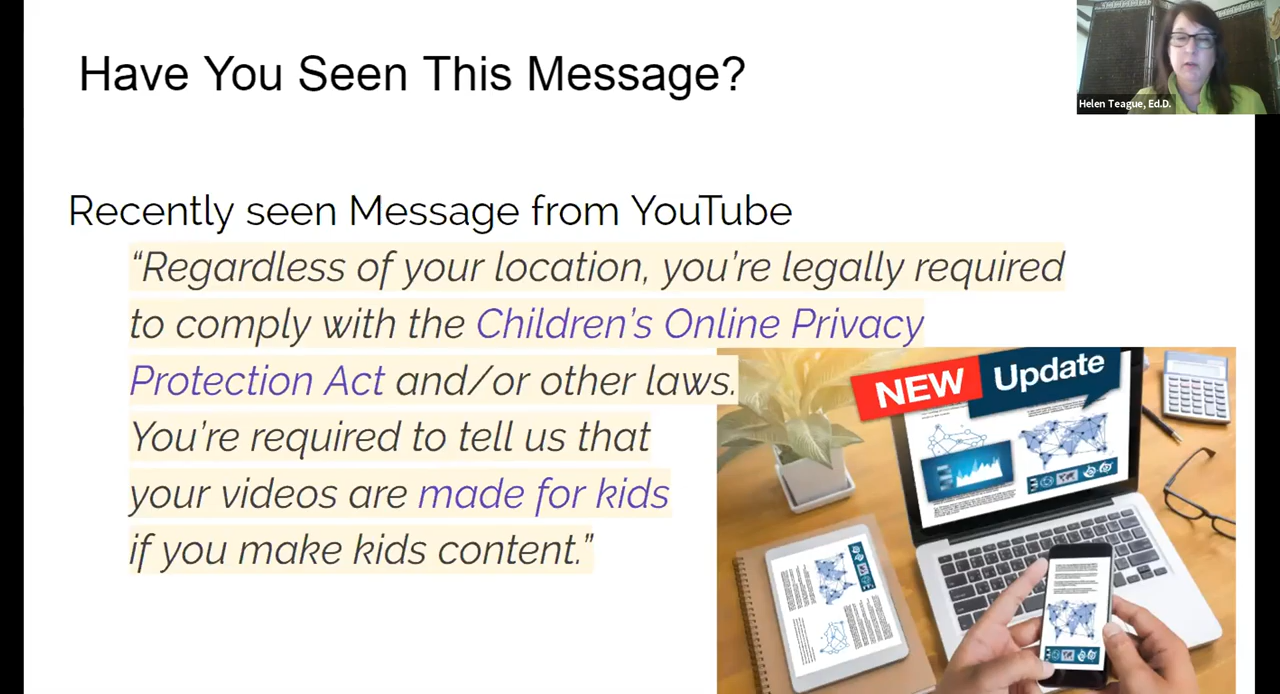 Have You Seen This Message?
Helen Teague, Ed.D.
Recently seen Message from YouTube
“Regardless of your location, you’re legally required
to comply with the Children’s Online Privacy
Protection Act and/or other laws.
You’re required to tell us that
your videos are made for kids
if you make kids content.”
NEW Update